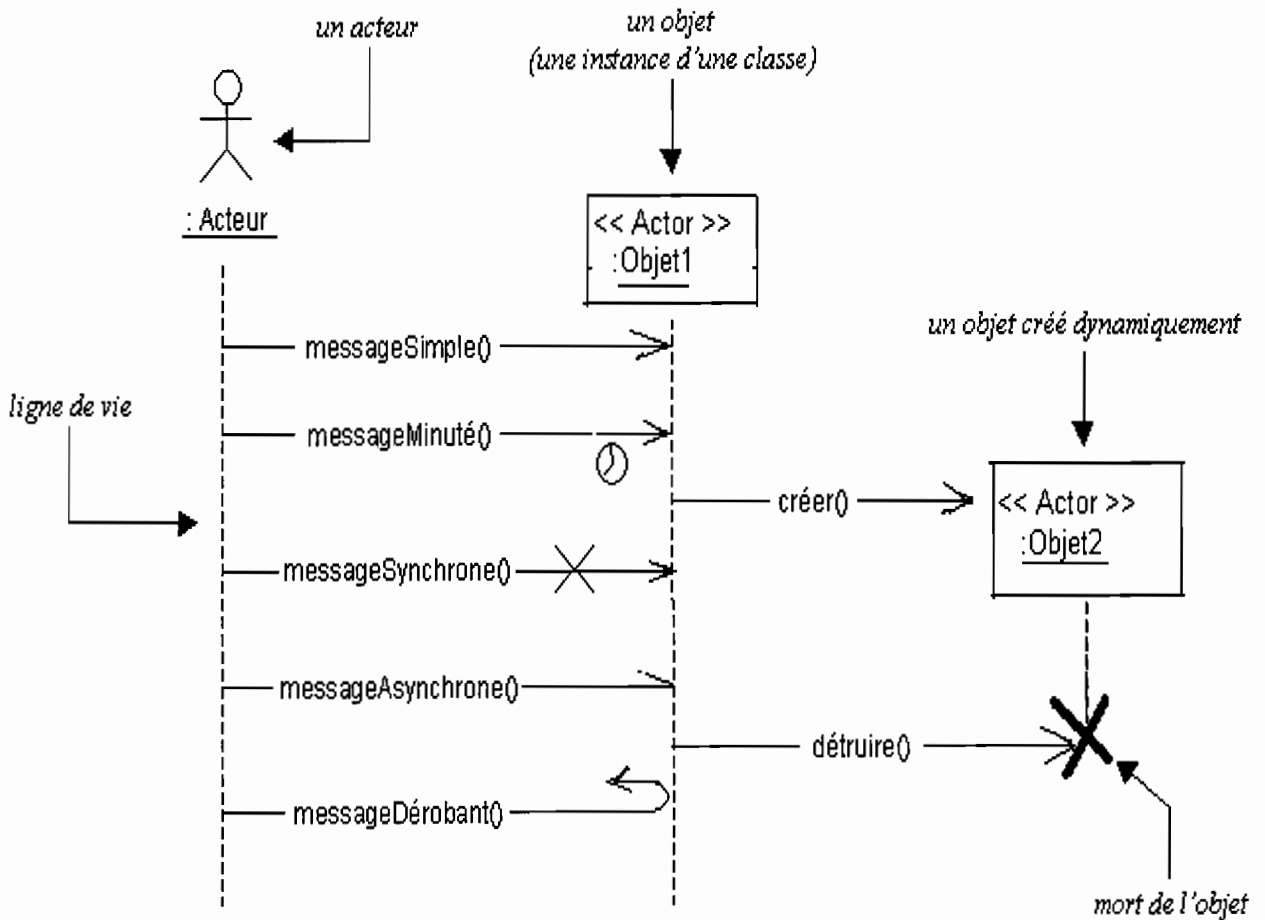 un acteur
un objet
(une instance d'une classe)
: Acteur
<< Actor >>
:Objet1
un objet créé dynamiquement
messageSimple()
ligne de vie
messageMinuté()
créer()
<< Actor >>
:Objet2
messageSynchrone()
messageAsynchrone()
détruire()
messageDérobant()
mort de l'objet